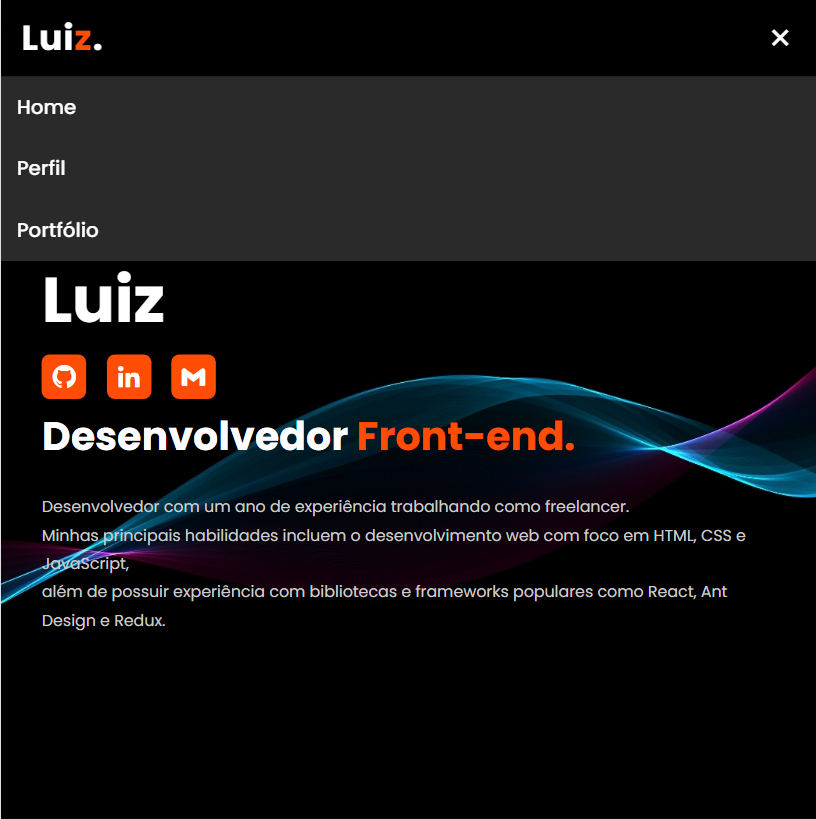 Luiz.
Home
Perfil
Portfólio
Luiz
in
Desenvolvedor Front-end.
Desenvolvedor com um ano de experiência trabalhando como freelancer.
Minhas principais habilidades incluem o desenvolvimento web com foco em HTML, CSS e
JavaScript,
além de possuir experiência com bibliotecas e frameworks populares como React, Ant
Design e Redux.